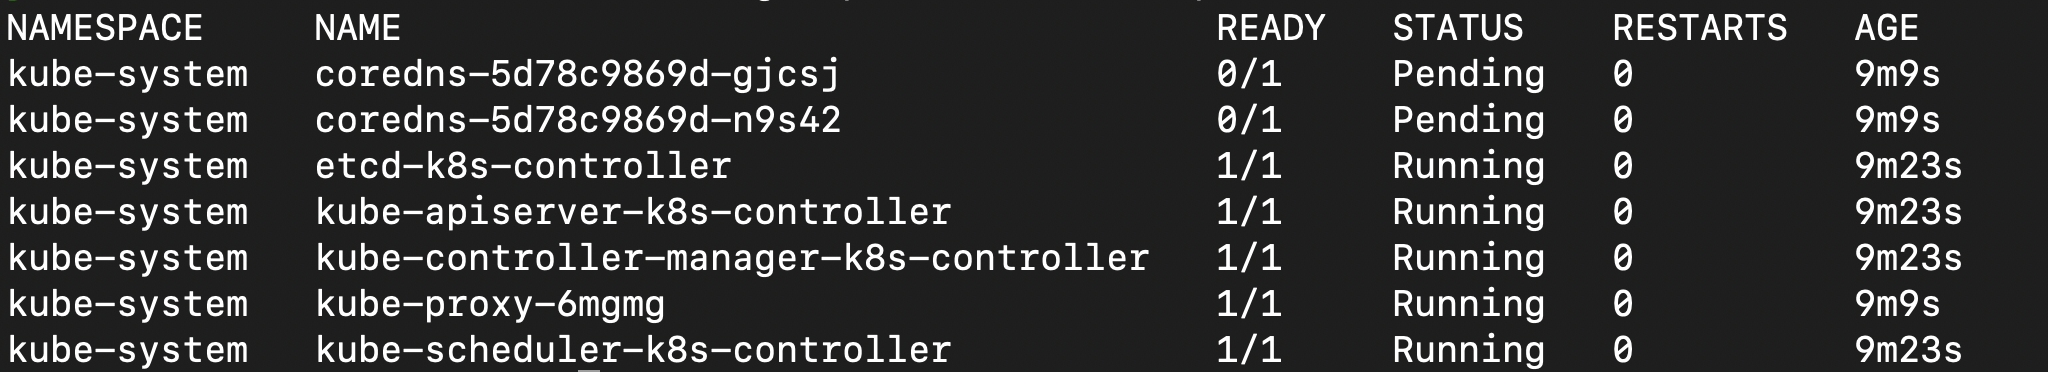 NAMESPACE NAME READY STATUS RESTARTS AGE
kube-system coredns-5d78c9869d-gjcsj 0/1 Pending 0 9m9s
kube-system coredns-5d78c9869d-n9s42 0/1 Pending 0 9m9s
kube-system etcd-k8s-controller 1/1 Running 0 9m23s
kube-system kube-apiserver-k8s-controller 1/1 Running 0 9m23s
kube-system kube-controller-manager-k8s-controller 1/1 Running 0 9m23s
kube-system kube-proxy-6mgmg 1/1 Running 0 9m9s
kube-system kube-scheduler-k8s-controller 1/1 Running 0 9m23s